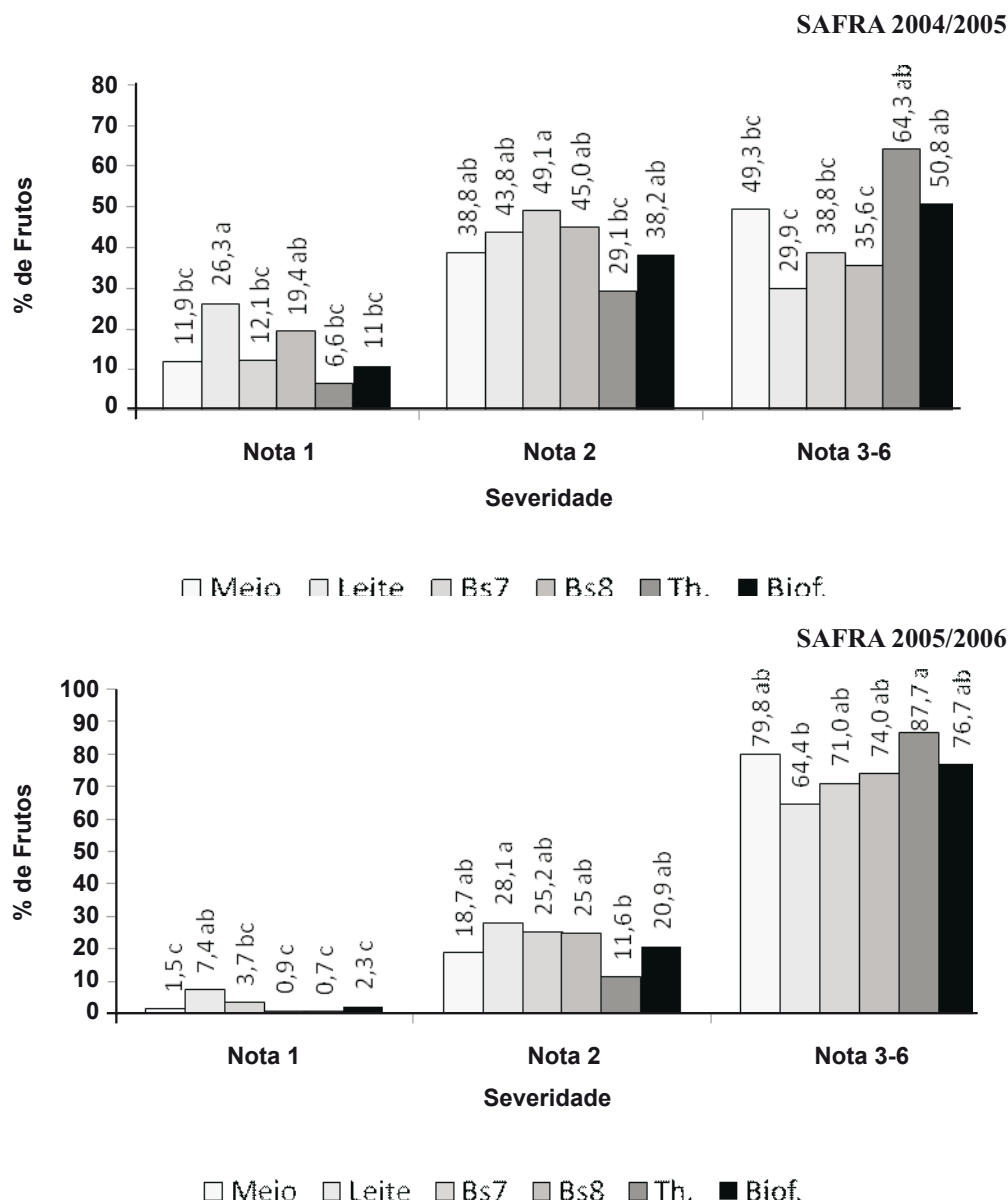 SAFRA 2004/2005
80
70
60
50
40
30
20
10
0
% de Frutos
11,9 bc
26,3 a
12,1 bc
19,4 ab
6,6 bc
11 bc
38,8 ab
43,8 ab
49,1 a
45,0 ab
29,1 bc
38,2 ab
49,3 bc
29,9 c
38,8 bc
35,6 c
64,3 ab
50,8 ab
Nota 1 Nota 2 Nota 3-6
Severidade
Meio Leite Bs7 Bs8 Th. Biof.
SAFRA 2005/2006
100
90
80
70
60
50
40
30
20
10
0
% de Frutos
1,5 c
7,4 ab
3,7 bc
0,9 c
0,7 c
2,3 c
18,7 ab
28,1 a
25,2 ab
25 ab
11,6 b
20,9 ab
79,8 ab
64,4 b
71,0 ab
74,0 ab
87,7 a
76,7 ab
Nota 1 Nota 2 Nota 3-6
Severidade
Meio Leite Bs7 Bs8 Th. Biof.